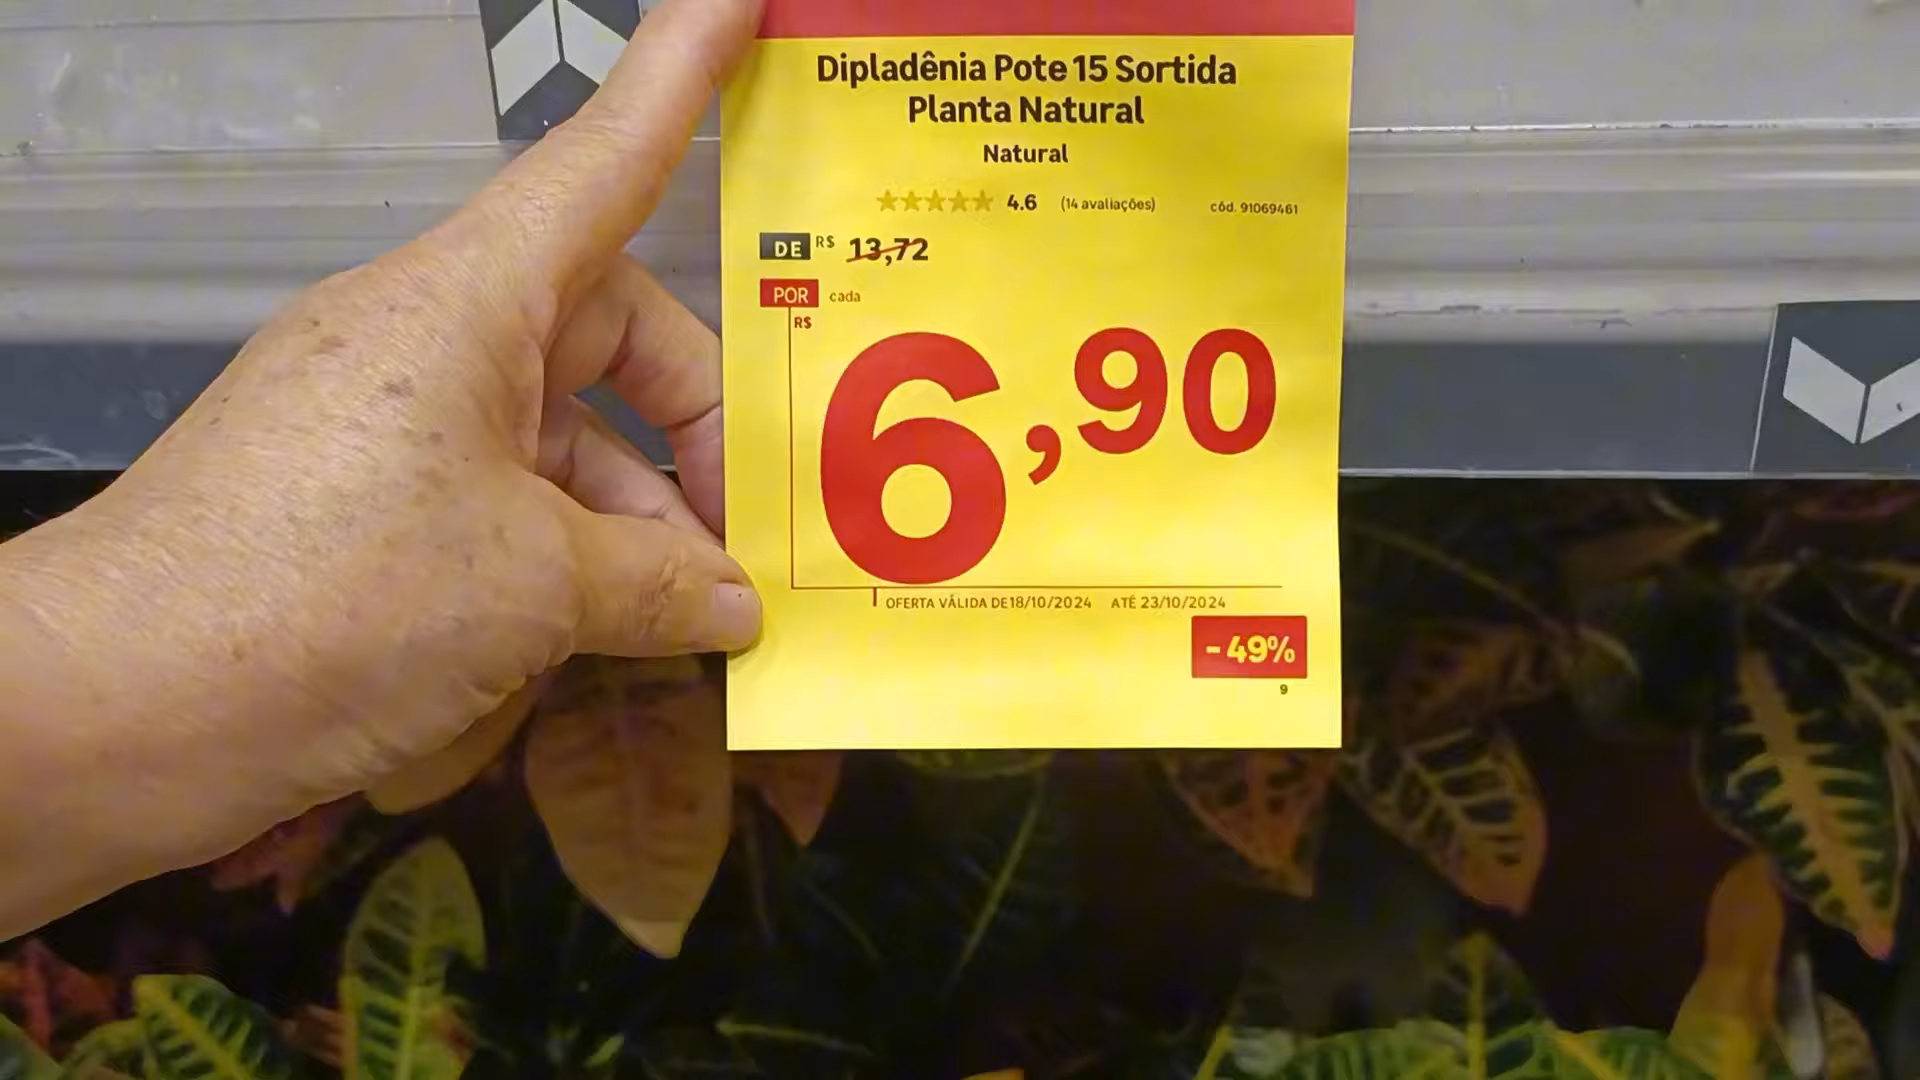 Dipladênia Pote 15 Sortida
Planta Natural
Natural
4.6 (14 avaliações) cód. 91069461
DE R$ 13,72
POR cada
R$
6,90
OFERTA VÁLIDA DE18/10/2024 ATÉ 23/10/2024
-49%
9